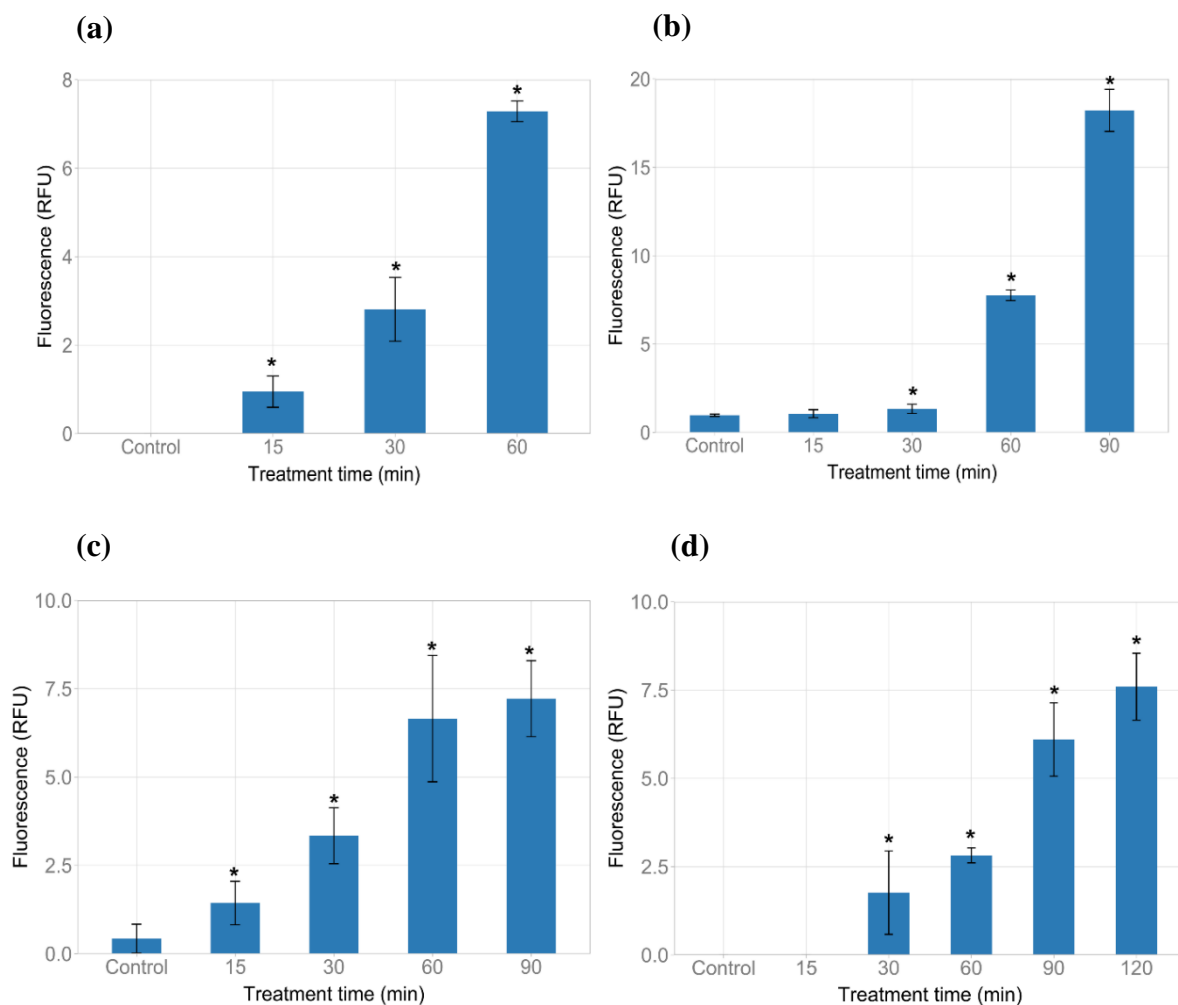 (a)
8
6
4
2
0
Fluorescence (RFU)
*
*
*
Control 15 30 60
Treatment time (min)
(b)
20
15
10
5
0
Fluorescence (RFU)
*
*
*
Control 15 30 60 90
Treatment time (min)
(c)
10.0
7.5
5.0
2.5
0.0
Fluorescence (RFU)
*
*
*
*
Control 15 30 60 90
Treatment time (min)
(d)
10.0
7.5
5.0
2.5
0.0
Fluorescence (RFU)
*
*
*
*
Control 15 30 60 90 120
Treatment time (min)